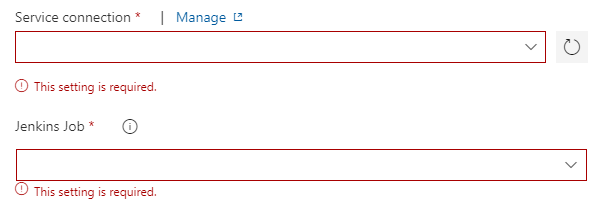 Service connection * | Manage
This setting is required.
Jenkins Job *
This setting is required.